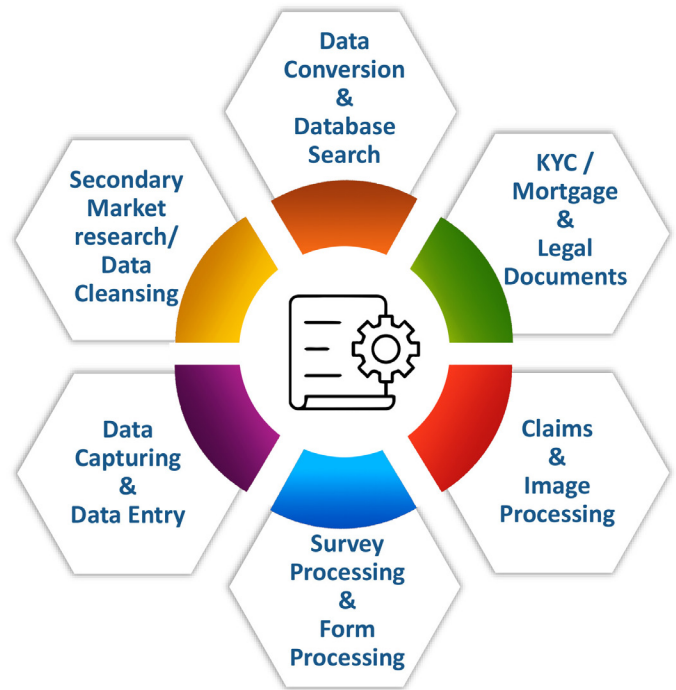 Data
Conversion
&
Database
Search
KYC /
Mortgage
&
Legal
Documents
Claims
&
Image
Processing
Survey
Processing
&
Form
Processing
Data
Capturing
&
Data Entry
Secondary
Market
research/
Data
Cleansing